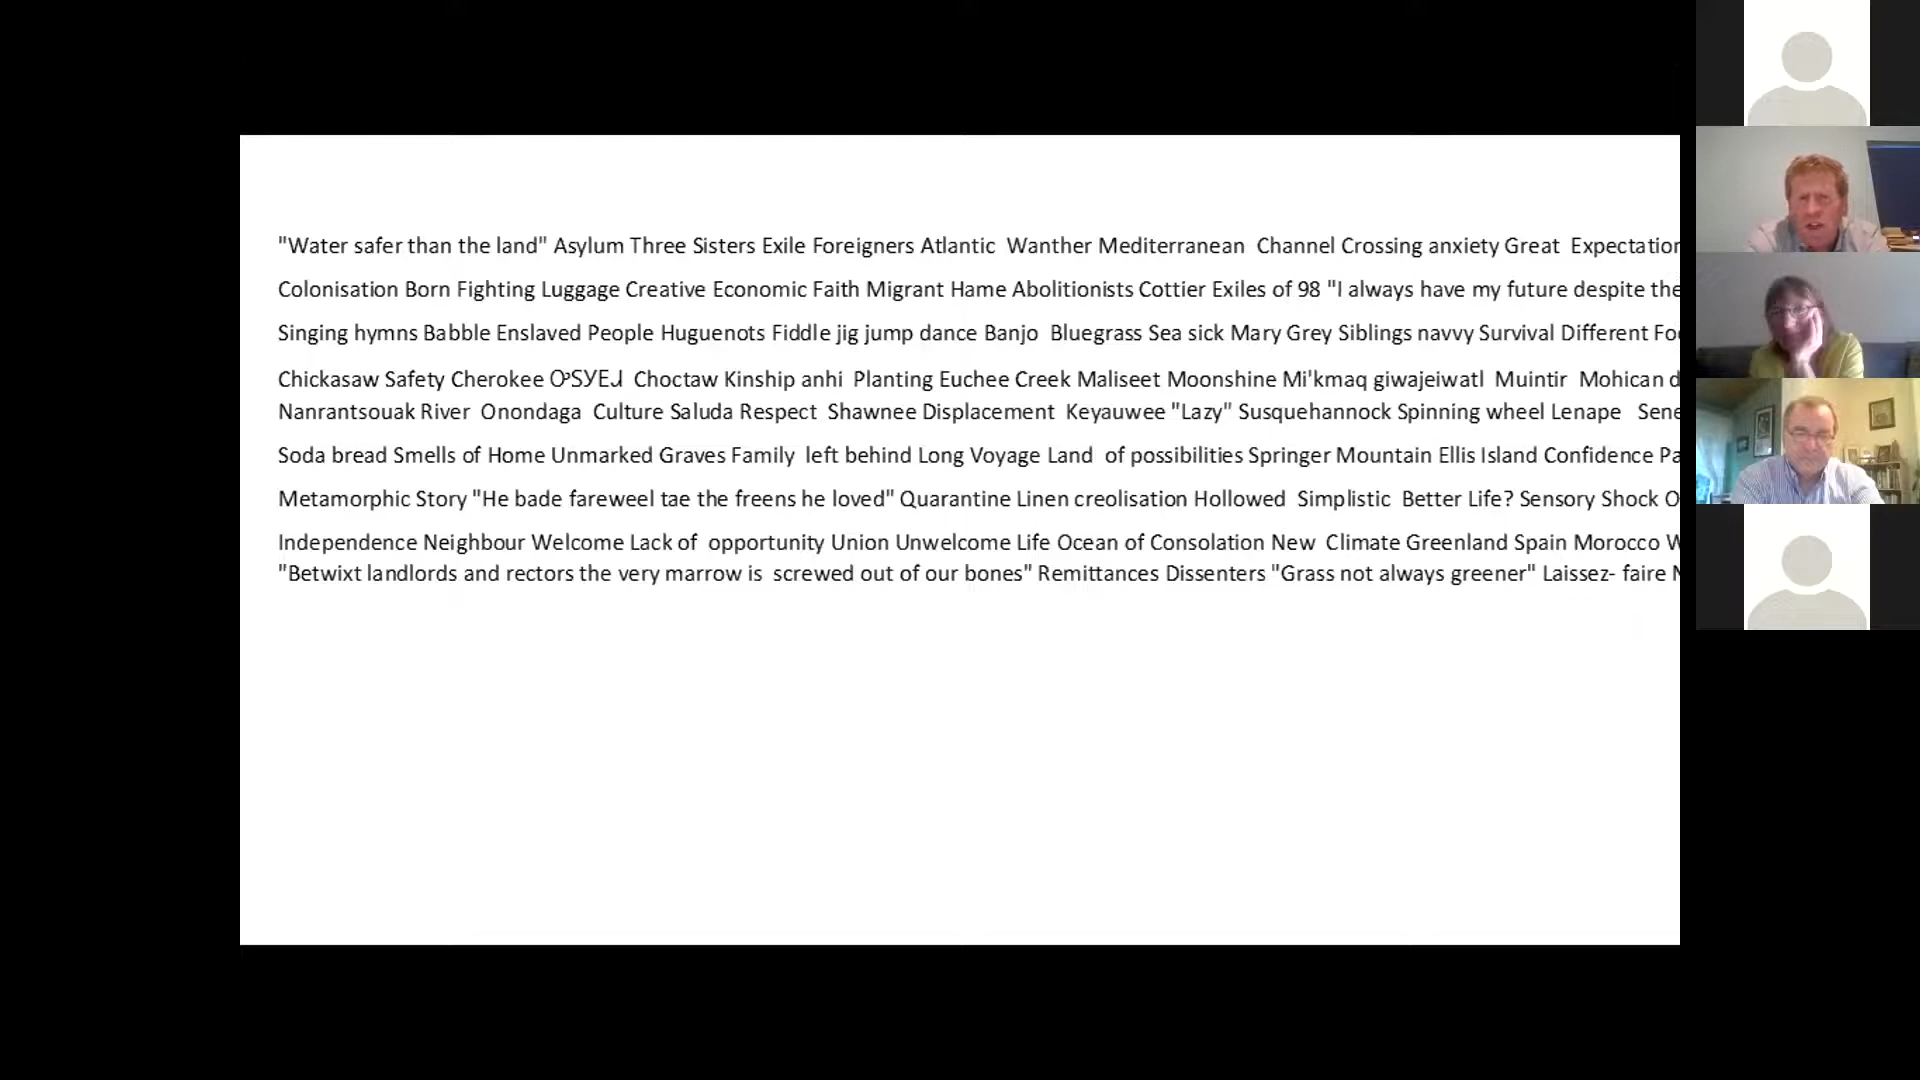 "Water safer than the land" Asylum Three Sisters Exile Foreigners Atlantic Wanther Mediterranean Channel Crossing anxiety Great Expectation
Colonisation Born Fighting Luggage Creative Economic Faith Migrant Hame Abolitionists Cottier Exiles of 98 "I always have my future despite the
Singing hymns Babble Enslaved People Huguenots Fiddle jig jump dance Banjo Bluegrass Sea sick Mary Grey Siblings navvy Survival Different
Chickasaw Safety Cherokee ᎤᏕᎩᎬᏗ Choctaw Kinship anhi Planting Euchee Creek Maliseet Moonshine Mi'kmaq giwajeiwatl Muintir Mohican
Nanrantsouak River Onondaga Culture Saluda Respect Shawnee Displacement Keyauwee "Lazy" Susquehannock Spinning wheel Lenape
Soda bread Smells of Home Unmarked Graves Family left behind Long Voyage Land of possibilities Springer Mountain Ellis Island Confidence
Metamorphic Story "He bade fareweel tae the freens he loved" Quarantine Linen creolisation Hollowed Simplistic Better Life? Sensory Shock
Independence Neighbour Welcome Lack of opportunity Union Unwelcome Life Ocean of Consolation New Climate Greenland Spain Morocco
"Betwixt landlords and rectors the very marrow is screwed out of our bones" Remittances Dissenters "Grass not always greener" Laissez- faire